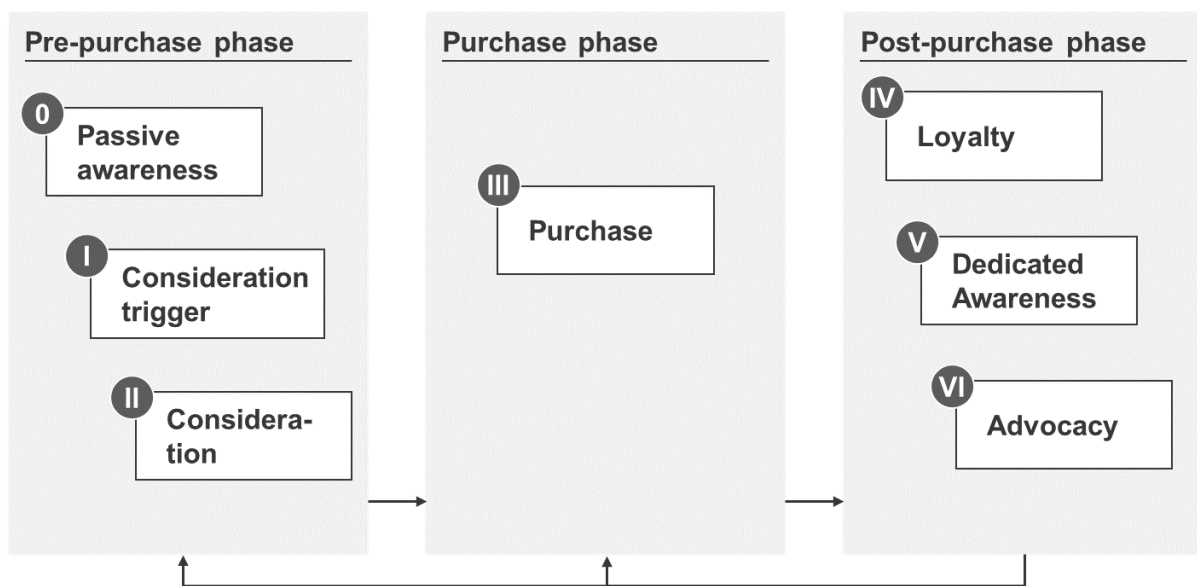 Pre-purchase phase
0
Passive
awareness
I
Consideration
trigger
II
Considera-
tion
Purchase phase
III
Purchase
Post-purchase phase
IV
Loyalty
V
Dedicated
Awareness
VI
Advocacy